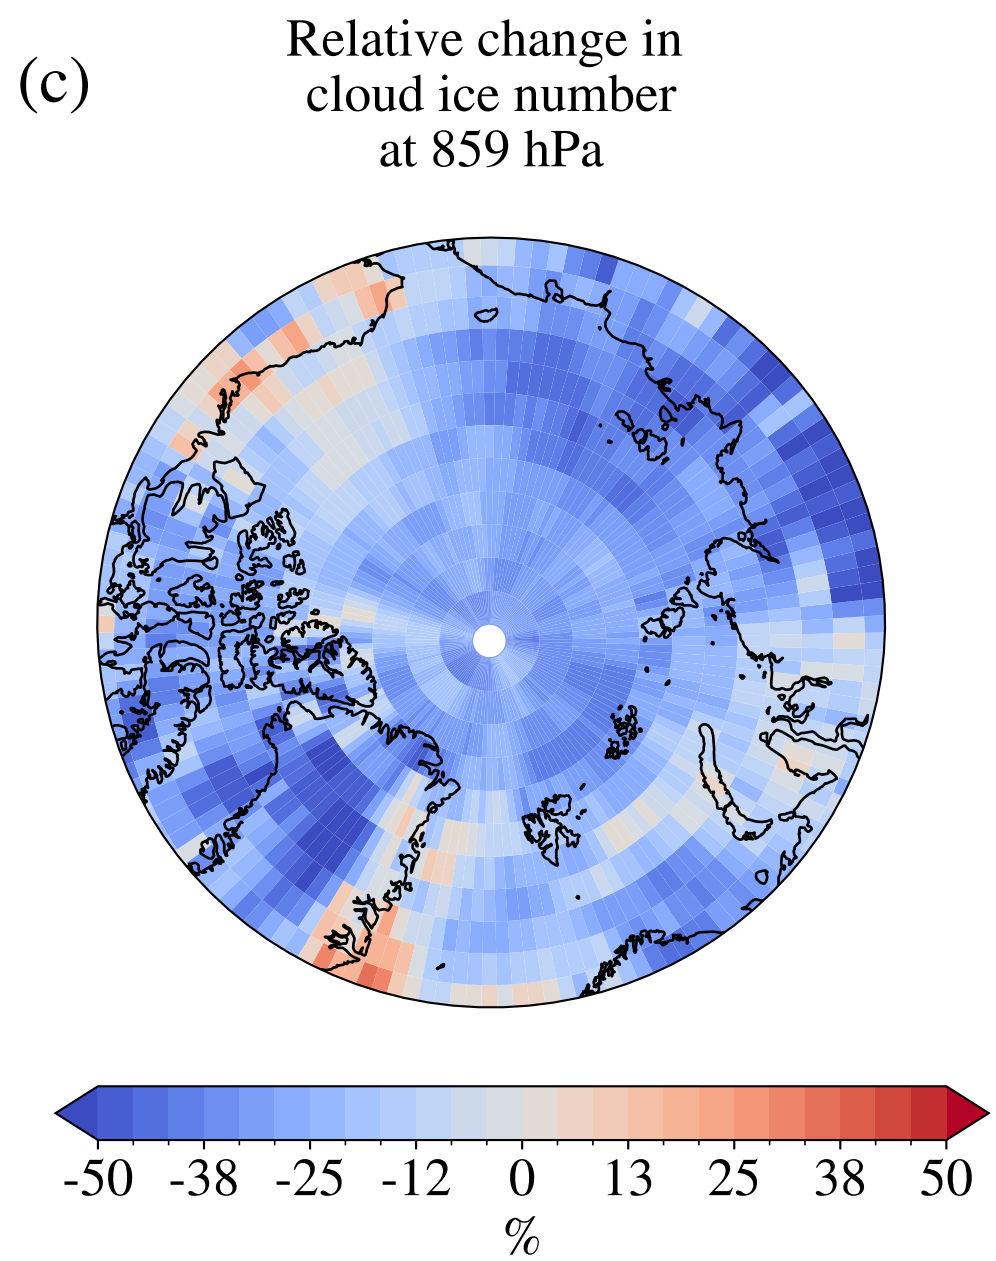 (c)
Relative change in
cloud ice number
at 859 hPa
-50 -38 -25 -12 0 13 25 38 50
%